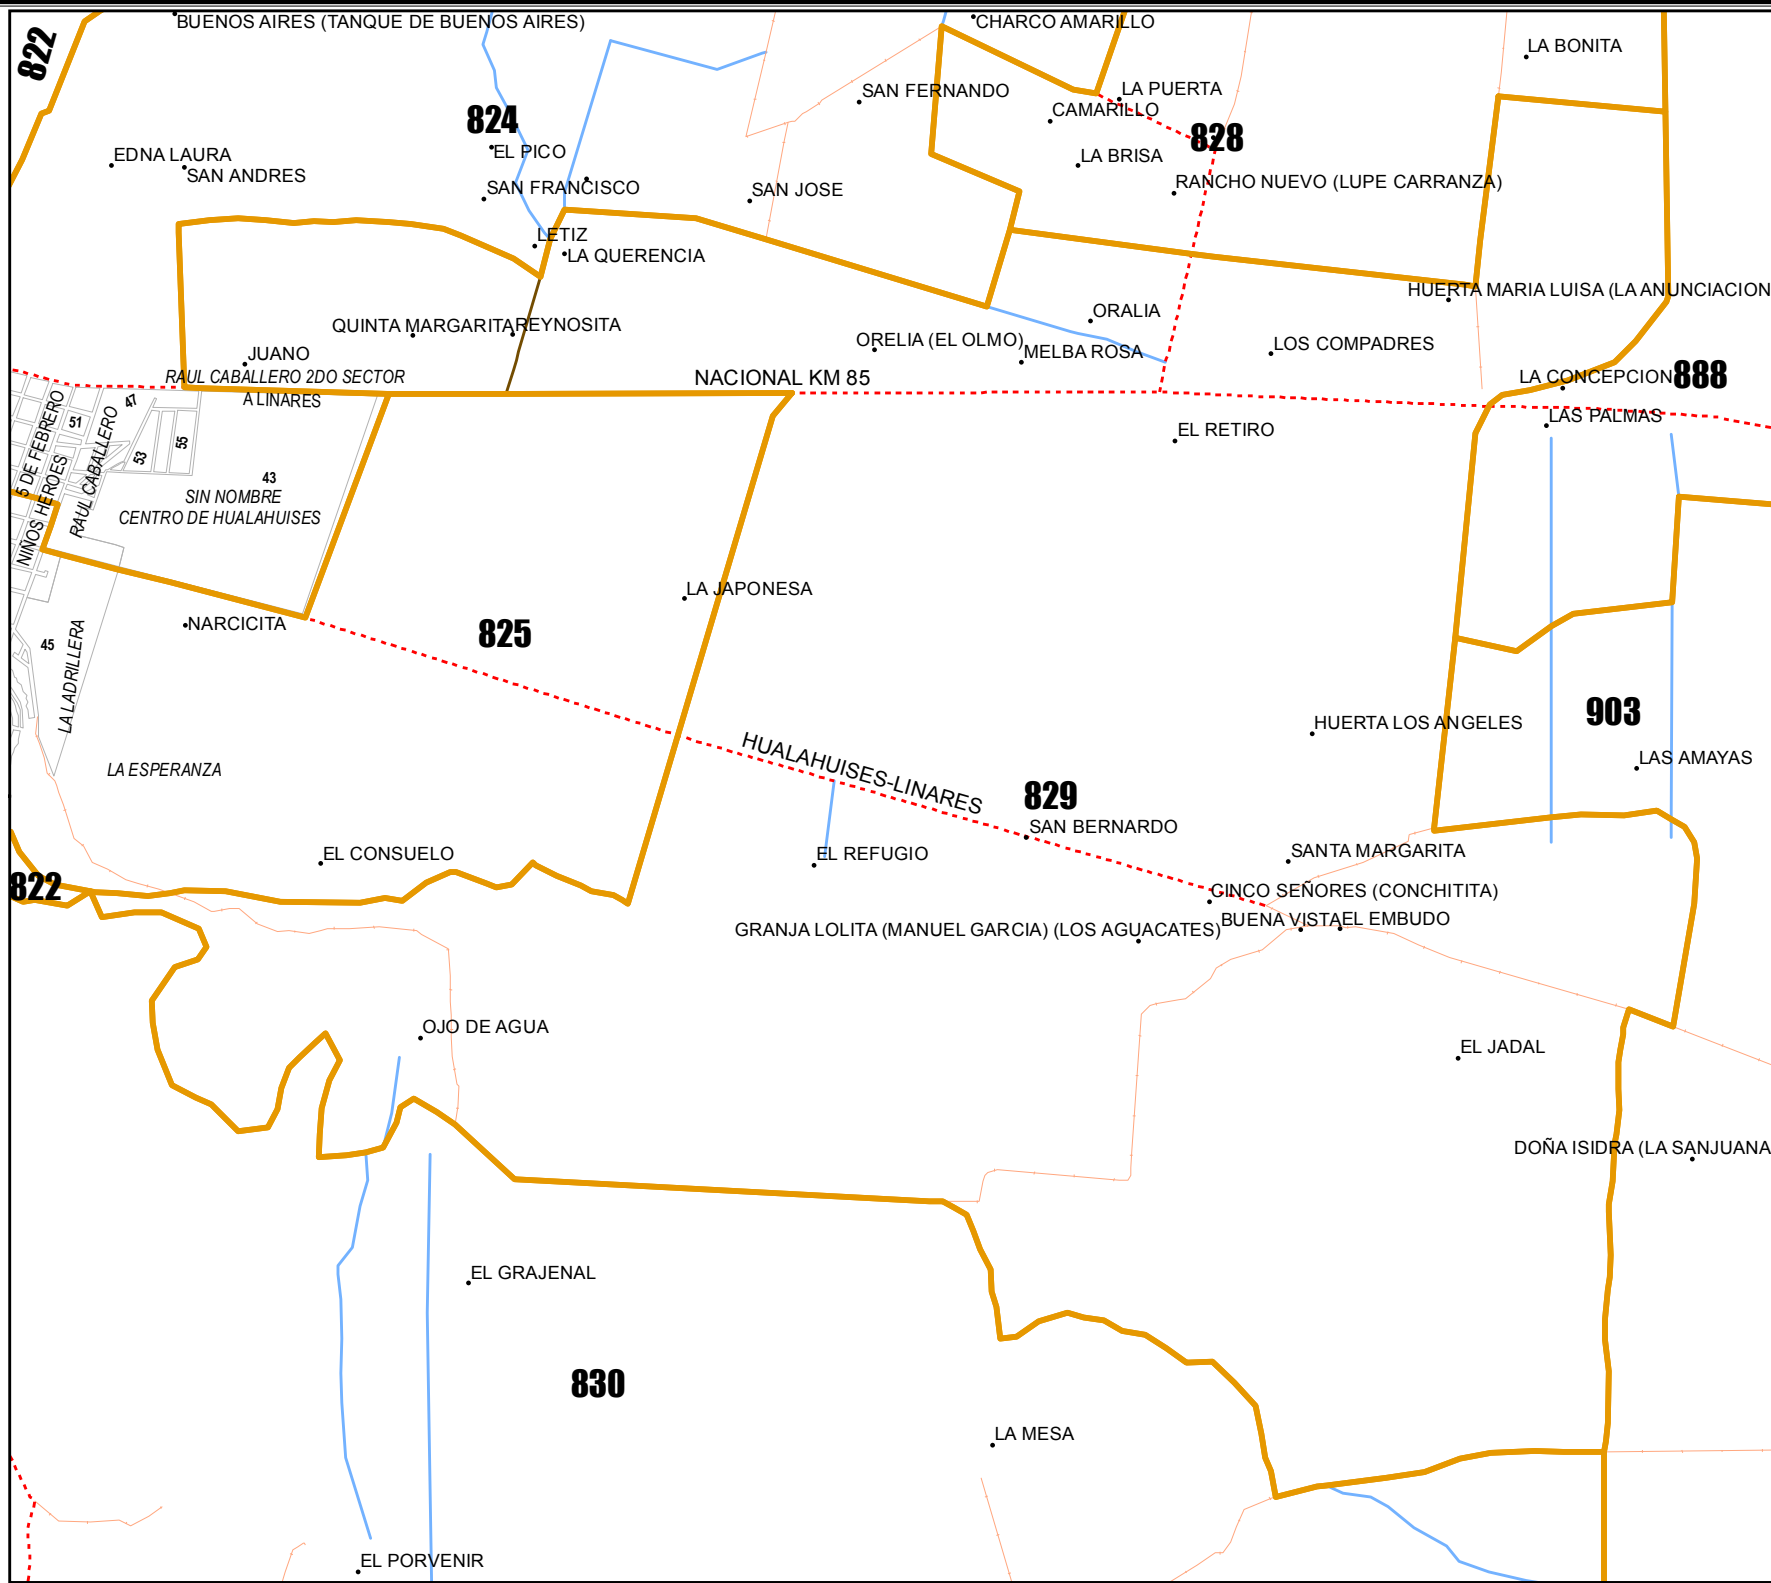 BUENOS AIRES (TANQUE DE BUENOS AIRES)
CHARCO AMARILLO
822
LA BONITA
SAN FERNANDO
LA PUERTA
CAMARILLO
824
828
EL PICO
EDNA LAURA
SAN ANDRES
LA BRISA
SAN FRANCISCO
SAN JOSE
RANCHO NUEVO (LUPE CARRANZA)
LETIZ
LA QUERENCIA
HUERTA MARIA LUISA (LA ANUNCIACION
ORALIA
QUINTA MARGARITA
REYNOSITA
ORELIA (EL OLMO)
MELBA ROSA
LOS COMPADRES
JUANO
RAUL CABALLERO 2DO SECTOR
NACIONAL KM 85
LA CONCEPCION
888
A LINARES
47
51
53
55
5 DE FEBRERO
RAUL CABALLERO
NIÑOS HEROES
LAS PALMAS
EL RETIRO
43
SIN NOMBRE
CENTRO DE HUALAHUISES
LA JAPONESA
NARCICITA
825
45
LA LADRILLERA
903
HUERTA LOS ANGELES
LAS AMAYAS
LA ESPERANZA
HUALAHUISES-LINARES
829
SAN BERNARDO
EL CONSUELO
EL REFUGIO
SANTA MARGARITA
822
CINCO SEÑORES (CONCHITITA)
GRANJA LOLITA (MANUEL GARCIA) (LOS AGUACATES)
BUENA VISTA
EL EMBUDO
OJO DE AGUA
EL JADAL
DOÑA ISIDRA (LA SANJUANA
EL GRAJENAL
830
LA MESA
EL PORVENIR